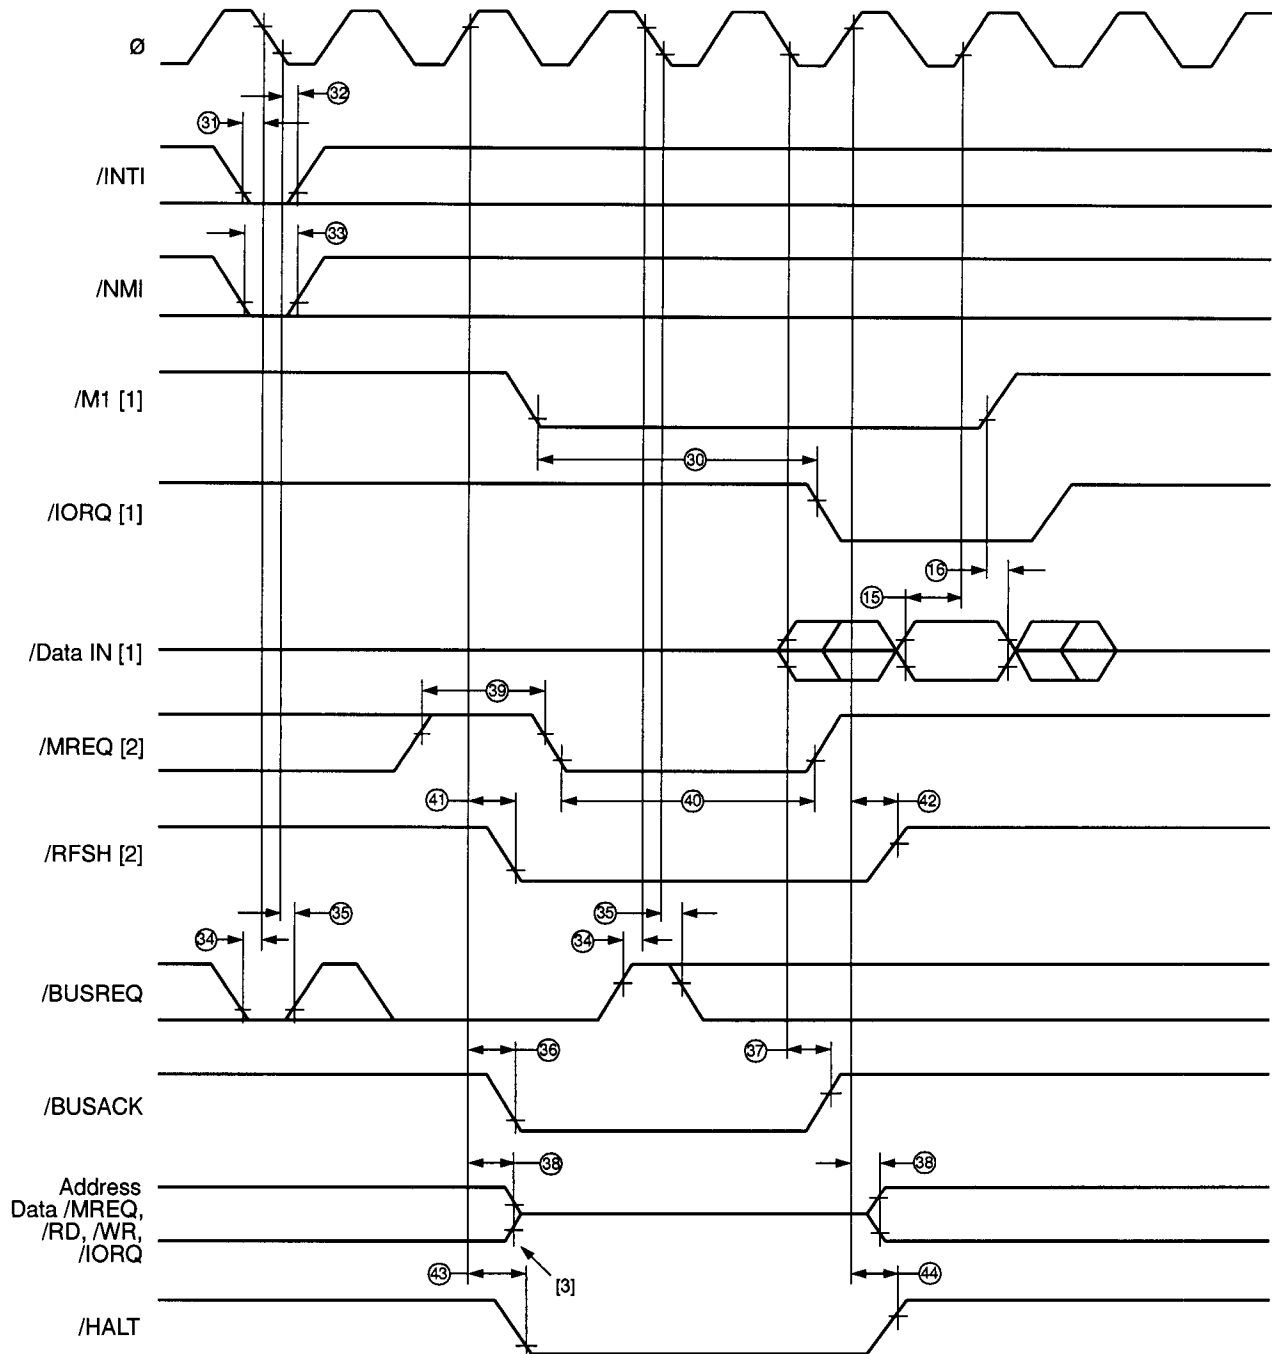 Ø
32
31
/INTI
33
/NMI
/M1 [1]
30
/IORQ [1]
16
15
/Data IN [1]
39
/MREQ [2]
41
40
42
/RFSH [2]
35
35
34
34
/BUSREQ
36
37
/BUSACK
38
38
Address
Data /MREQ,
/RD, /WR,
/IORQ
[3]
43
44
/HALT